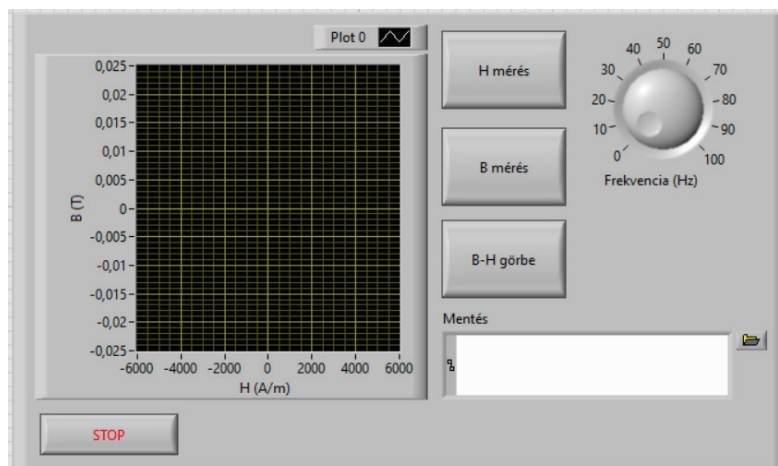 Plot 0
0,025
0,02
0,015
0,01
0,005
0
-0,005
-0,01
-0,015
-0,02
-0,025
B (T)
-6000 -4000 -2000 0 2000 4000 6000
H (A/m)
H mérés
B mérés
B-H görbe
0 10 20 30 40 50 60 70 80 90 100
Frekvencia (Hz)
Mentés
STOP